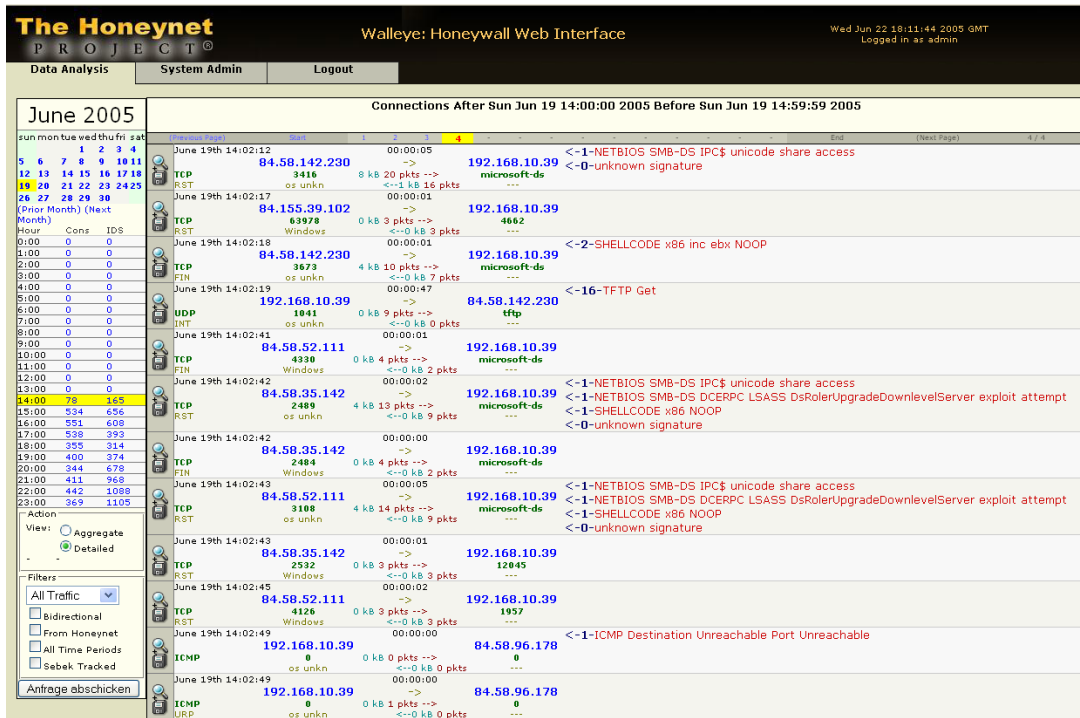 The Honeynet
PROJECT®
Walleye: Honeywall Web Interface
Wed Jun 22 18:11:44 2005 GMT
Logged in as admin
Data Analysis System Admin Logout
June 2005
sun mon tue wed thu fri sat
1 2 3 4
5 6 7 8 9 10 11
12 13 14 15 16 17 18
19 20 21 22 23 24 25
26 27 28 29 30
(Prior Month) (Next Month)
Hour Cons IDS
0:00 0 0
1:00 0 0
2:00 0 0
3:00 0 0
4:00 0 0
5:00 0 0
6:00 0 0
7:00 0 0
8:00 0 0
9:00 0 0
10:00 0 0
11:00 0 0
12:00 0 0
13:00 0 0
14:00 78 165
15:00 534 656
16:00 551 608
17:00 538 393
18:00 355 314
19:00 400 374
20:00 344 678
21:00 411 968
22:00 442 1088
23:00 369 1105
Action
View: Aggregate
Detailed
- -
Filters
All Traffic
Bidirectional
From Honeynet
All Time Periods
Sebek Tracked
Anfrage abschicken
Connections After Sun Jun 19 14:00:00 2005 Before Sun Jun 19 14:59:59 2005
(Previous Page) Start 1 2 3 4 - - - - - - - - - - End (Next Page) 4 / 4
June 19th 14:02:12 00:00:05 <-1-NETBIOS SMB-DS IPC$ unicode share access
84.58.142.230 -> 192.168.10.39 <-0-unknown signature
TCP 3416 8 kB 20 pkts --> microsoft-ds
RST os unkn <--1 kB 16 pkts ---
June 19th 14:02:17 00:00:01
84.155.39.102 -> 192.168.10.39
TCP 63978 0 kB 3 pkts --> 4662
RST Windows <--0 kB 3 pkts ---
June 19th 14:02:18 00:00:01 <-2-SHELLCODE x86 inc ebx NOOP
84.58.142.230 -> 192.168.10.39
TCP 3673 4 kB 10 pkts --> microsoft-ds
FIN os unkn <--0 kB 7 pkts ---
June 19th 14:02:19 00:00:47 <-16-TFTP Get
192.168.10.39 -> 84.58.142.230
UDP 1041 0 kB 9 pkts --> tftp
INT os unkn <--0 kB 0 pkts ---
June 19th 14:02:41 00:00:01
84.58.52.111 -> 192.168.10.39
TCP 4330 0 kB 4 pkts --> microsoft-ds
FIN Windows <--0 kB 2 pkts ---
June 19th 14:02:42 00:00:02 <-1-NETBIOS SMB-DS IPC$ unicode share access
84.58.35.142 -> 192.168.10.39 <-1-NETBIOS SMB-DS DCERPC LSASS DsRolerUpgradeDownlevelServer exploit attempt
TCP 2489 4 kB 13 pkts --> microsoft-ds <-1-SHELLCODE x86 NOOP
RST os unkn <--0 kB 9 pkts --- <-0-unknown signature
June 19th 14:02:42 00:00:00
84.58.35.142 -> 192.168.10.39
TCP 2484 0 kB 4 pkts --> microsoft-ds
FIN Windows <--0 kB 2 pkts ---
June 19th 14:02:43 00:00:05 <-1-NETBIOS SMB-DS IPC$ unicode share access
84.58.52.111 -> 192.168.10.39 <-1-NETBIOS SMB-DS DCERPC LSASS DsRolerUpgradeDownlevelServer exploit attempt
TCP 3108 4 kB 14 pkts --> microsoft-ds <-1-SHELLCODE x86 NOOP
RST os unkn <--0 kB 9 pkts --- <-0-unknown signature
June 19th 14:02:43 00:00:01
84.58.35.142 -> 192.168.10.39
TCP 2532 0 kB 3 pkts --> 12045
RST Windows <--0 kB 3 pkts ---
June 19th 14:02:45 00:00:02
84.58.52.111 -> 192.168.10.39
TCP 4126 0 kB 3 pkts --> 1957
RST Windows <--0 kB 3 pkts ---
June 19th 14:02:49 00:00:00 <-1-ICMP Destination Unreachable Port Unreachable
192.168.10.39 -> 84.58.96.178
ICMP 0 0 kB 0 pkts --> 0
os unkn <--0 kB 0 pkts ---
June 19th 14:02:49 00:00:00
192.168.10.39 -> 84.58.96.178
ICMP 0 0 kB 1 pkts --> 0
URP os unkn <--0 kB 0 pkts ---